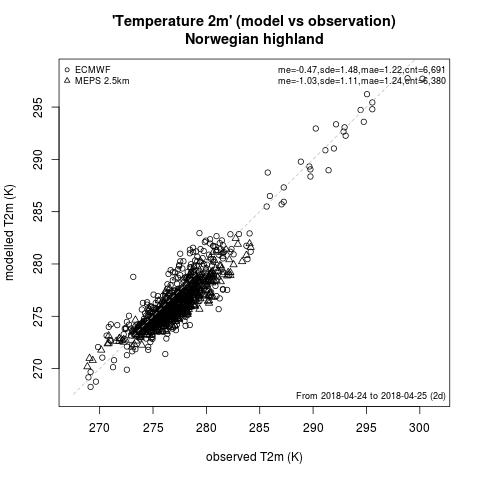 'Temperature 2m' (model vs observation)
Norwegian highland
ECMWF
me=-0.47,sde=1.48,mae=1.22,cnt=6,691
MEPS 2.5km
me=-1.03,sde=1.11,mae=1.24,cnt=6,380
295
290
285
280
275
270
modelled T2m (K)
From 2018-04-24 to 2018-04-25 (2d)
270 275 280 285 290 295 300
observed T2m (K)